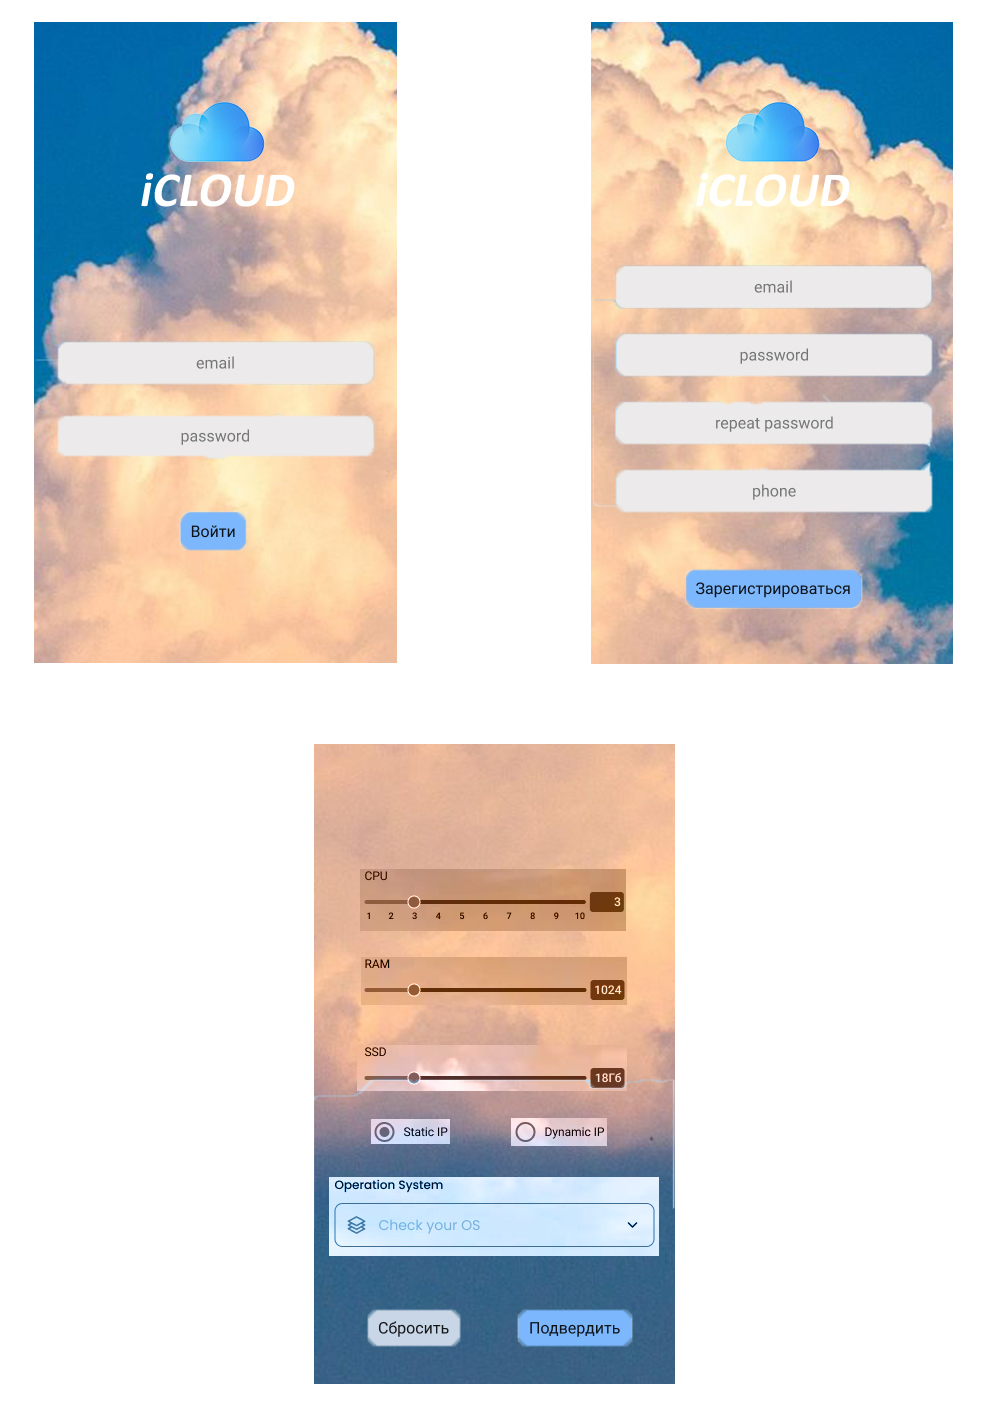 iCLOUD
email
password
Войти
iCLOUD
email
password
repeat password
phone
Зарегистрироваться
CPU
3
1 2 3 4 5 6 7 8 9 10
RAM
1024
SSD
18Гб
Static IP
Dynamic IP
Operation System
Check your OS
Сбросить
Подвердить